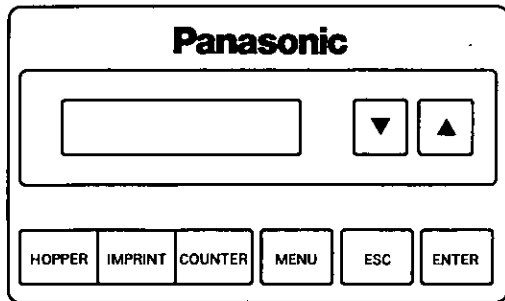 Panasonic
▼ ▲
HOPPER IMPRINT COUNTER MENU ESC ENTER